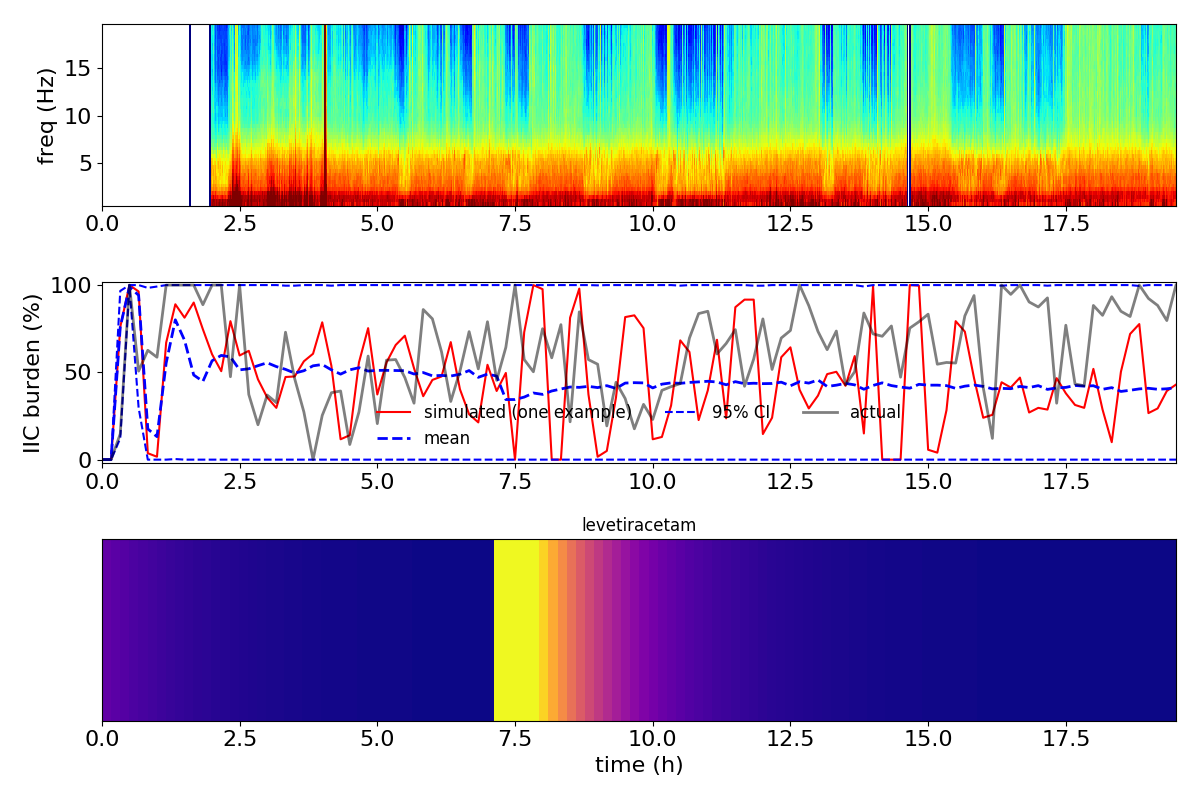 freq (Hz)
15
10
5
0.0 2.5 5.0 7.5 10.0 12.5 15.0 17.5
IIC burden (%)
100
50
0
simulated (one example) 95% CI actual
mean
0.0 2.5 5.0 7.5 10.0 12.5 15.0 17.5
levetiracetam
0.0 2.5 5.0 7.5 10.0 12.5 15.0 17.5
time (h)